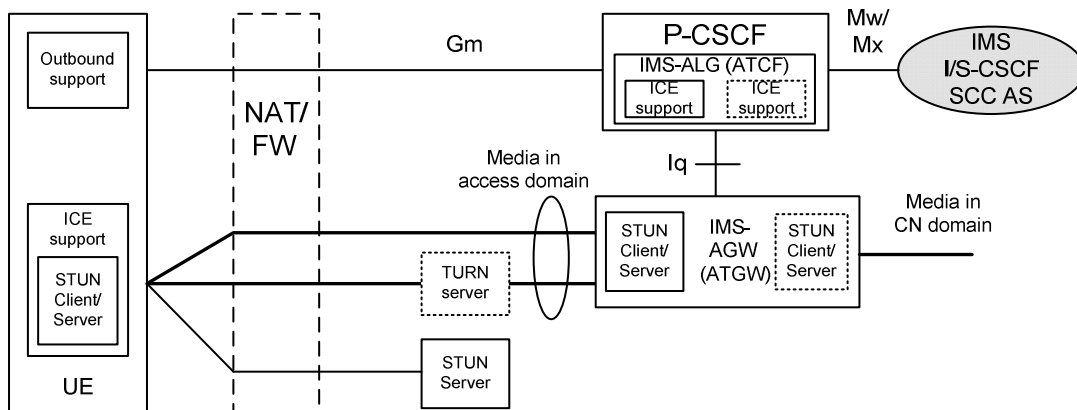 Outbound
support
NAT/
FW
Gm
P-CSCF
IMS-ALG (ATCF)
ICE
support
ICE
support
Mw/
Mx
IMS
I/S-CSCF
SCC AS
Iq
Media in
access domain
ICE
support
STUN
Client/
Server
UE
TURN
server
STUN
Server
STUN
Client/
Server
IMS-
AGW
(ATGW)
STUN
Client/
Server
Media in
CN domain